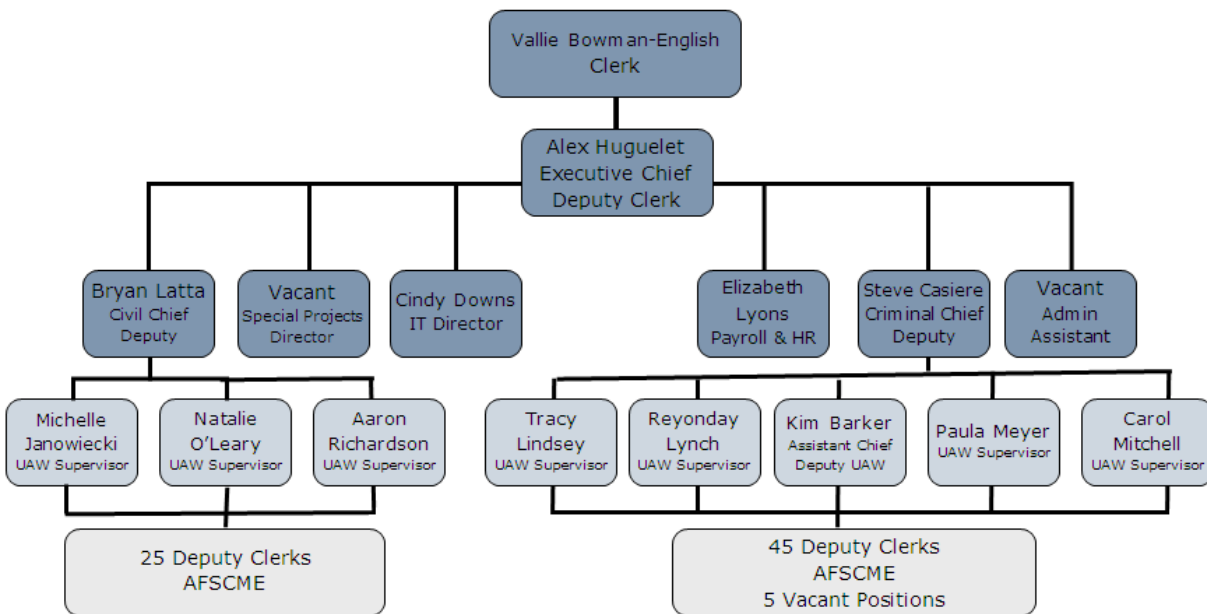 Vallie Bowman-English
Clerk
Alex Huguelet
Executive Chief
Deputy Clerk
Bryan Latta
Civil Chief
Deputy
Vacant
Special Projects
Director
Cindy Downs
IT Director
Elizabeth
Lyons
Payroll & HR
Steve Casiere
Criminal Chief
Deputy
Vacant
Admin
Assistant
Michelle
Janowiecki
UAW Supervisor
Natalie
O'Leary
UAW Supervisor
Aaron
Richardson
UAW Supervisor
Tracy
Lindsey
UAW Supervisor
Reyonday
Lynch
UAW Supervisor
Kim Barker
Assistant Chief
Deputy UAW
Paula Meyer
UAW Supervisor
Carol
Mitchell
UAW Supervisor
25 Deputy Clerks
AFSCME
45 Deputy Clerks
AFSCME
5 Vacant Positions